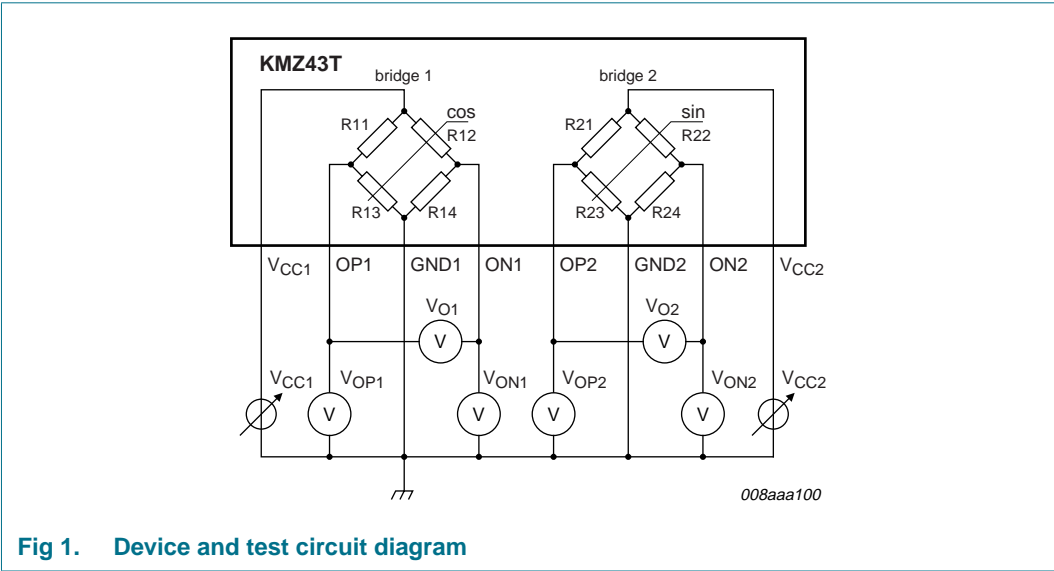 KMZ43T
bridge 1
bridge 2
cos
sin
R11
R12
R21
R22
R13
R14
R23
R24
VCC1
OP1
GND1
ON1
OP2
GND2
ON2
VCC2
VO1
VO2
V
V
VCC1
VOP1
VON1
VOP2
VON2
VCC2
V
V
V
V
008aaa100
Fig 1. Device and test circuit diagram